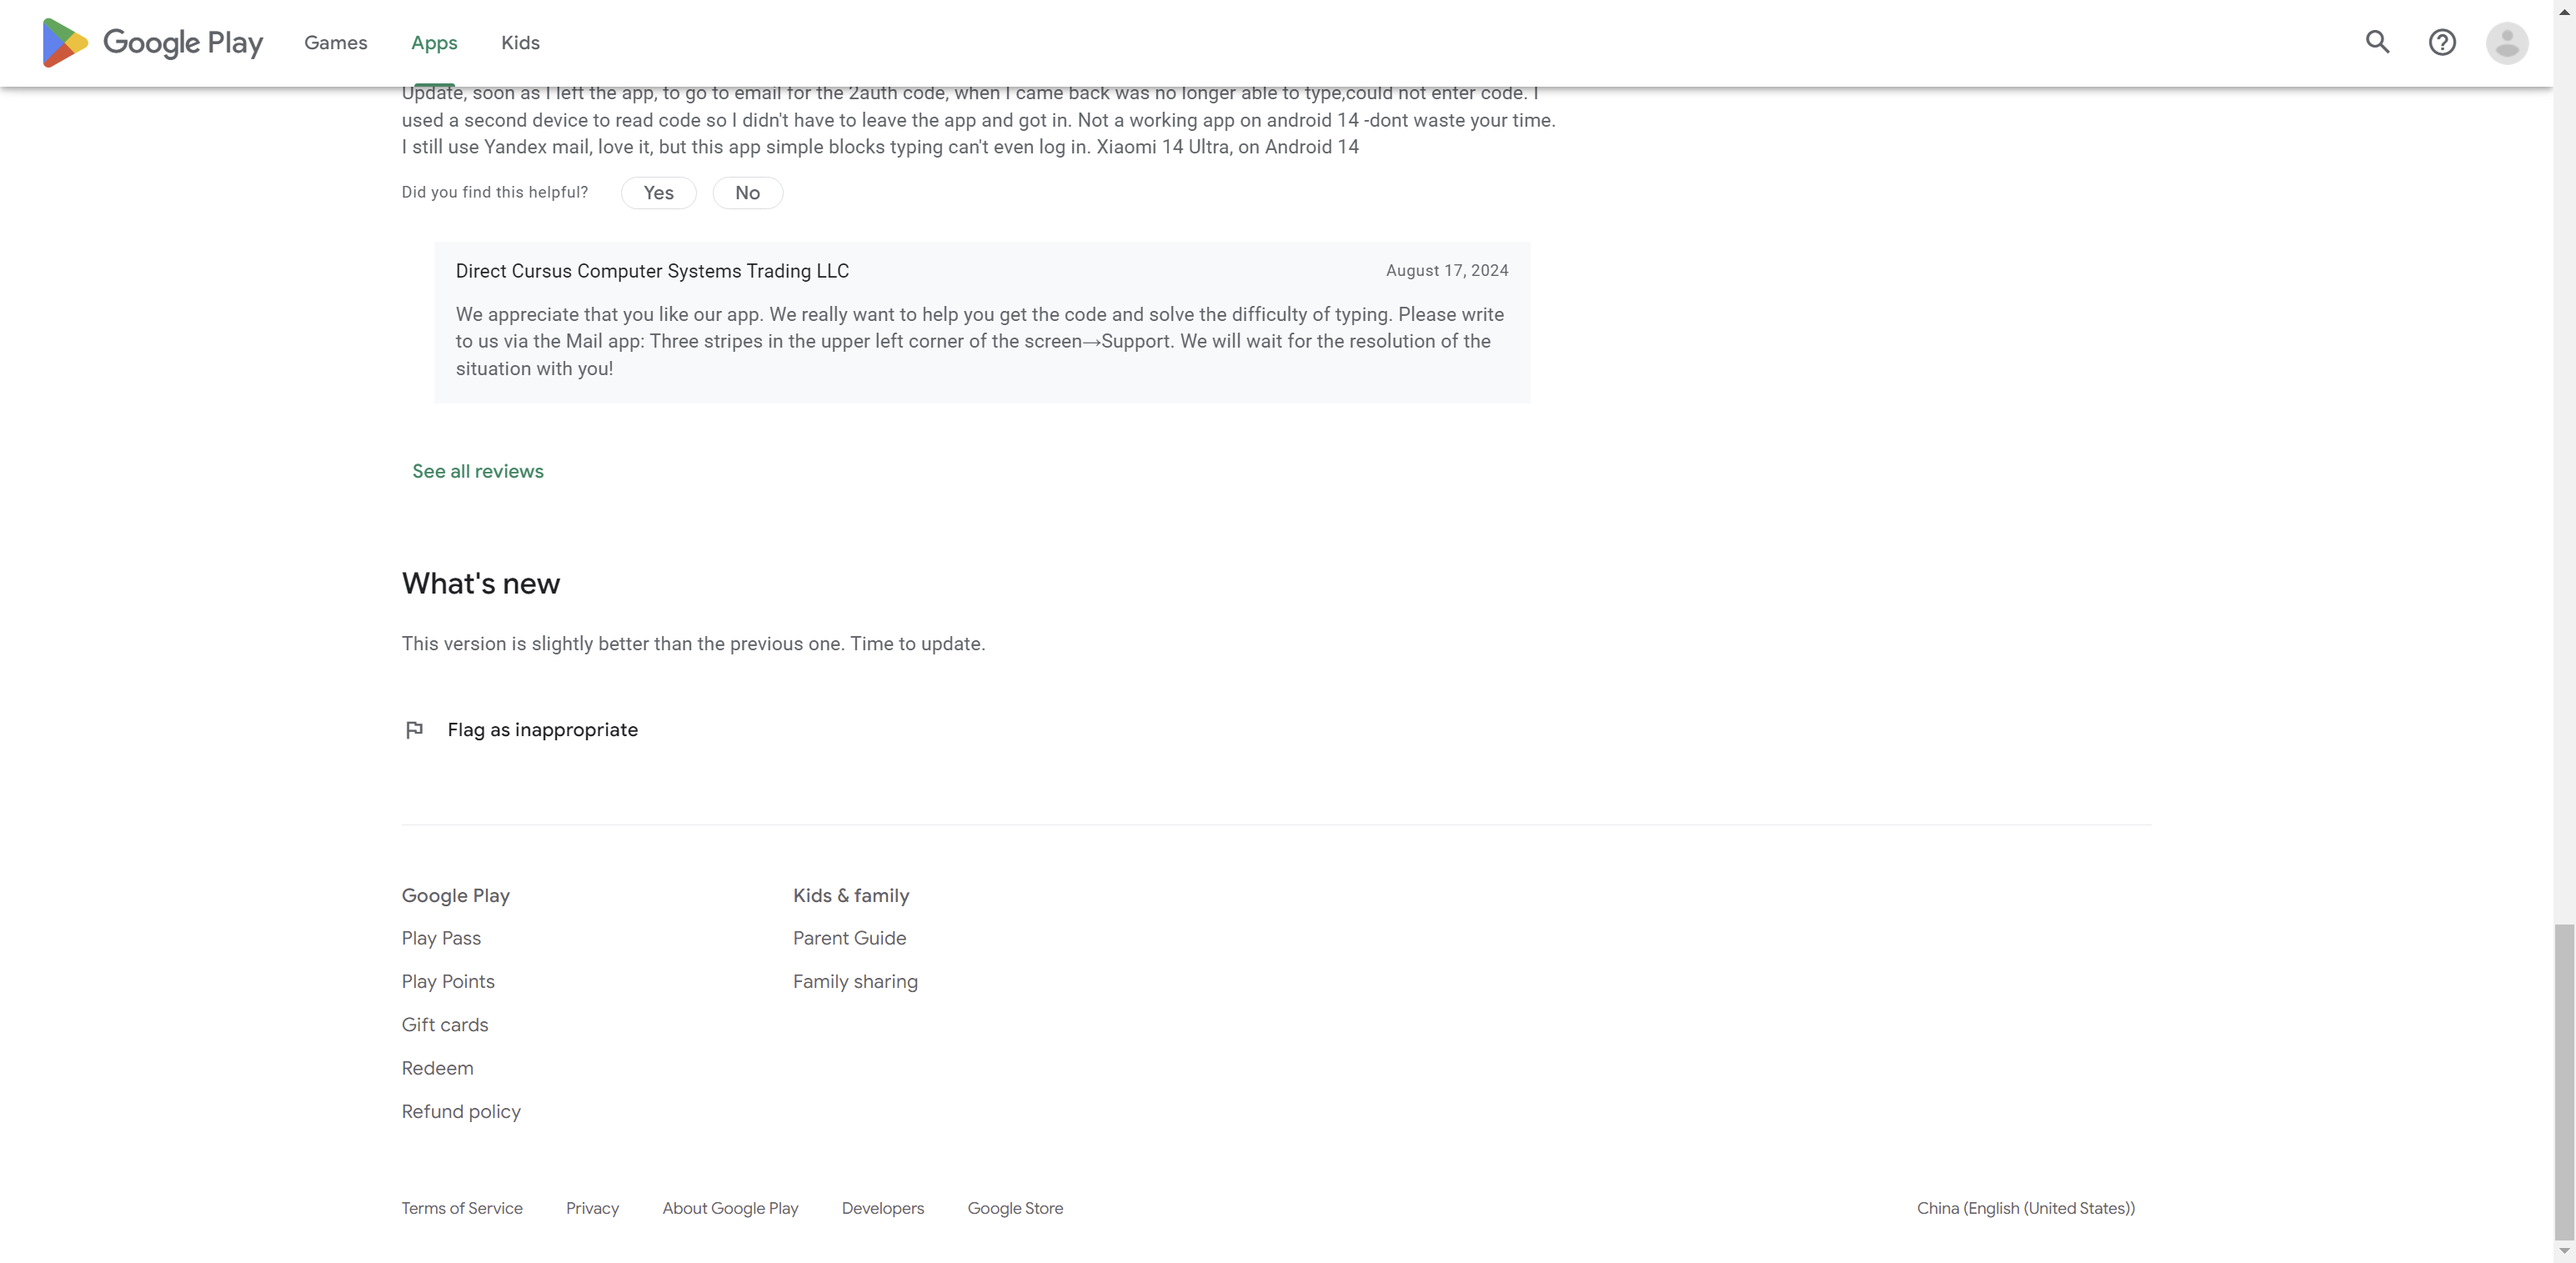 Google Play Games Apps Kids
Update, soon as I left the app, to go to email for the 2auth code, when I came back was no longer able to type,could not enter code. I
used a second device to read code so I didn't have to leave the app and got in. Not a working app on android 14 -dont waste your time.
I still use Yandex mail, love it, but this app simple blocks typing can't even log in. Xiaomi 14 Ultra, on Android 14
Did you find this helpful? Yes No
Direct Cursus Computer Systems Trading LLC August 17, 2024
We appreciate that you like our app. We really want to help you get the code and solve the difficulty of typing. Please write
to us via the Mail app: Three stripes in the upper left corner of the screen→Support. We will wait for the resolution of the
situation with you!
See all reviews
What's new
This version is slightly better than the previous one. Time to update.
Flag as inappropriate
Google Play
Play Pass
Play Points
Gift cards
Redeem
Refund policy
Kids & family
Parent Guide
Family sharing
Terms of Service Privacy About Google Play Developers Google Store China (English (United States))